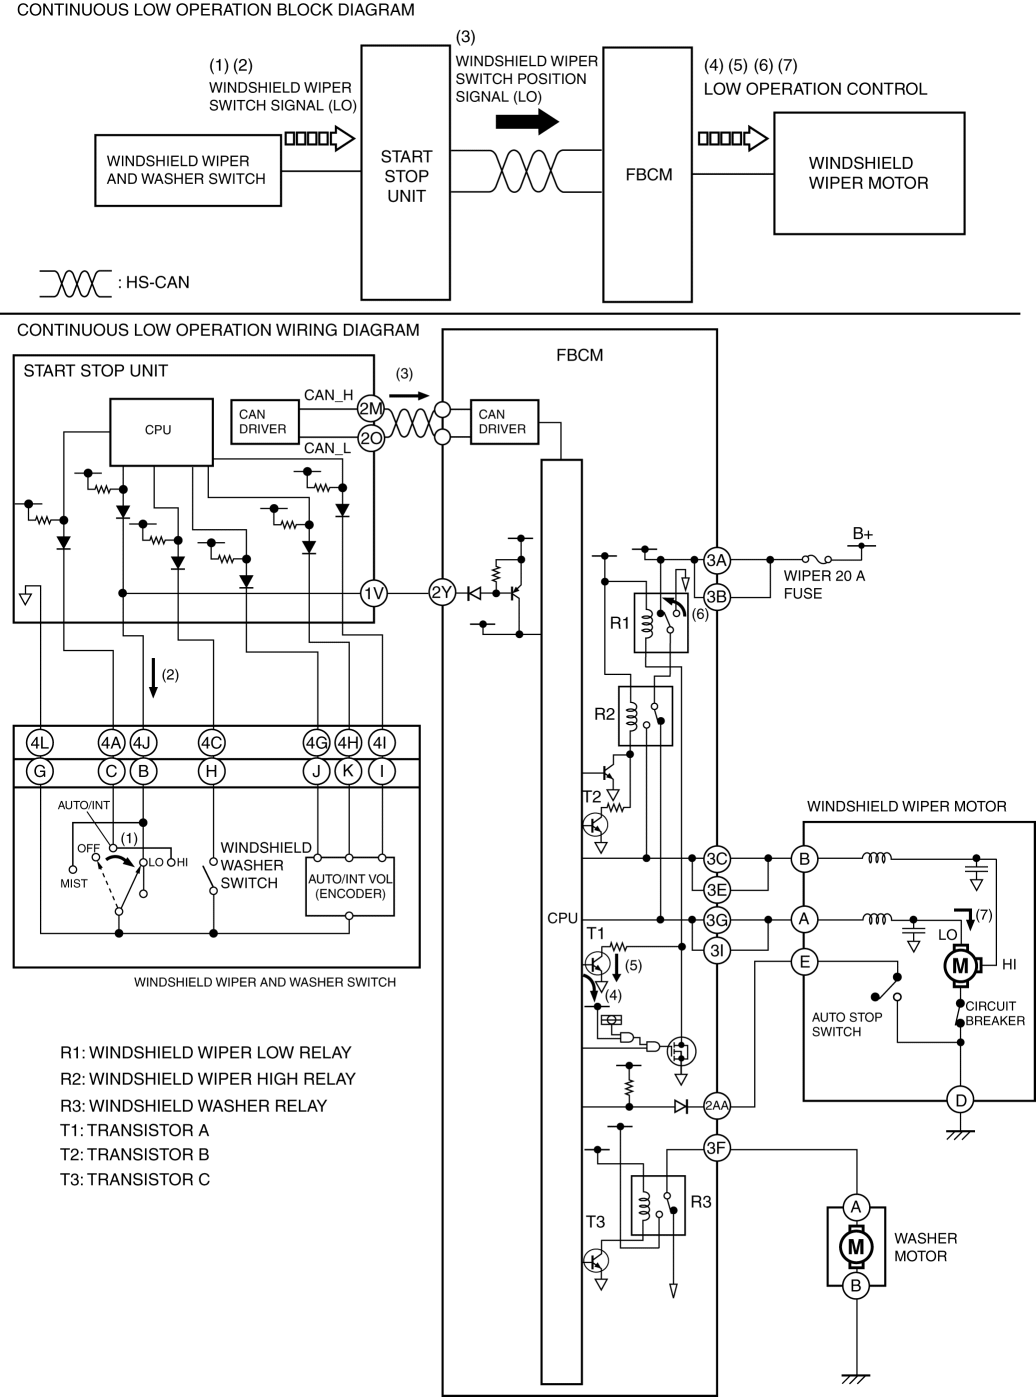 CONTINUOUS LOW OPERATION BLOCK DIAGRAM
(1) (2)
WINDSHIELD WIPER
SWITCH SIGNAL (LO)
(3)
WINDSHIELD WIPER
SWITCH POSITION
SIGNAL (LO)
(4) (5) (6) (7)
LOW OPERATION CONTROL
WINDSHIELD WIPER
AND WASHER SWITCH
START
STOP
UNIT
FBCM
WINDSHIELD
WIPER MOTOR
: HS-CAN
CONTINUOUS LOW OPERATION WIRING DIAGRAM
FBCM
START STOP UNIT
CPU
CAN
DRIVER
CAN_H
CAN_L
2M
2O
(3)
CAN
DRIVER
B+
3A
3B
WIPER 20 A
FUSE
1V
2Y
R1
(6)
(2)
R2
4L
4A
4J
4C
4G
4H
4I
G
C
B
H
J
K
I
T2
AUTO/INT
(1)
OFF
LO
HI
MIST
WINDSHIELD
WASHER
SWITCH
AUTO/INT VOL
(ENCODER)
WINDSHIELD WIPER AND WASHER SWITCH
WINDSHIELD WIPER MOTOR
3C
3E
B
CPU
3G
3I
A
E
T1
(5)
(4)
LO
(7)
M
HI
AUTO STOP
SWITCH
CIRCUIT
BREAKER
D
2AA
3F
R3
T3
A
M
B
WASHER
MOTOR
R1: WINDSHIELD WIPER LOW RELAY
R2: WINDSHIELD WIPER HIGH RELAY
R3: WINDSHIELD WASHER RELAY
T1: TRANSISTOR A
T2: TRANSISTOR B
T3: TRANSISTOR C